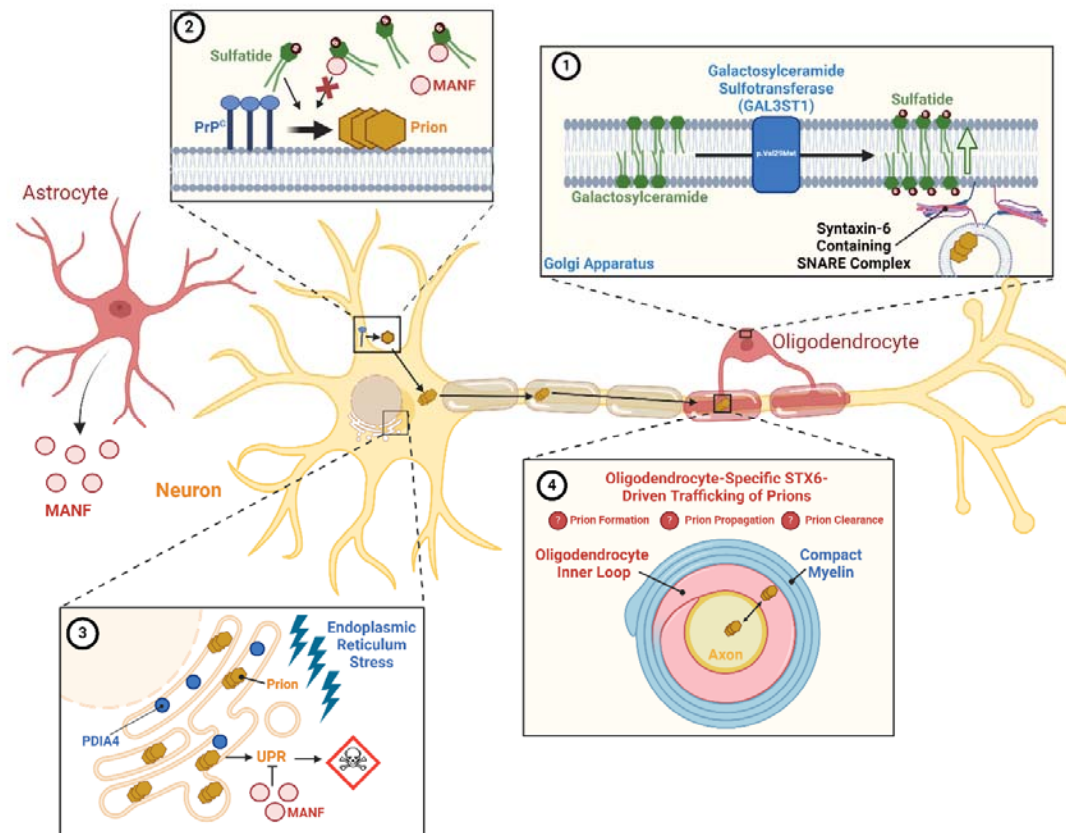 2
Sulfatide
MANF
PrPᶜ
Prion
1
Galactosylceramide
Sulfotransferase
(GAL3ST1)
Sulfatide
p.Val29Met
Galactosylceramide
Syntaxin-6
Containing
SNARE Complex
Golgi Apparatus
Astrocyte
MANF
Neuron
Oligodendrocyte
3
Endoplasmic
Reticulum
Stress
Prion
PDIA4
UPR
MANF
4
Oligodendrocyte-Specific STX6-
Driven Trafficking of Prions
? Prion Formation ? Prion Propagation ? Prion Clearance
Oligodendrocyte
Inner Loop
Compact
Myelin
Axon